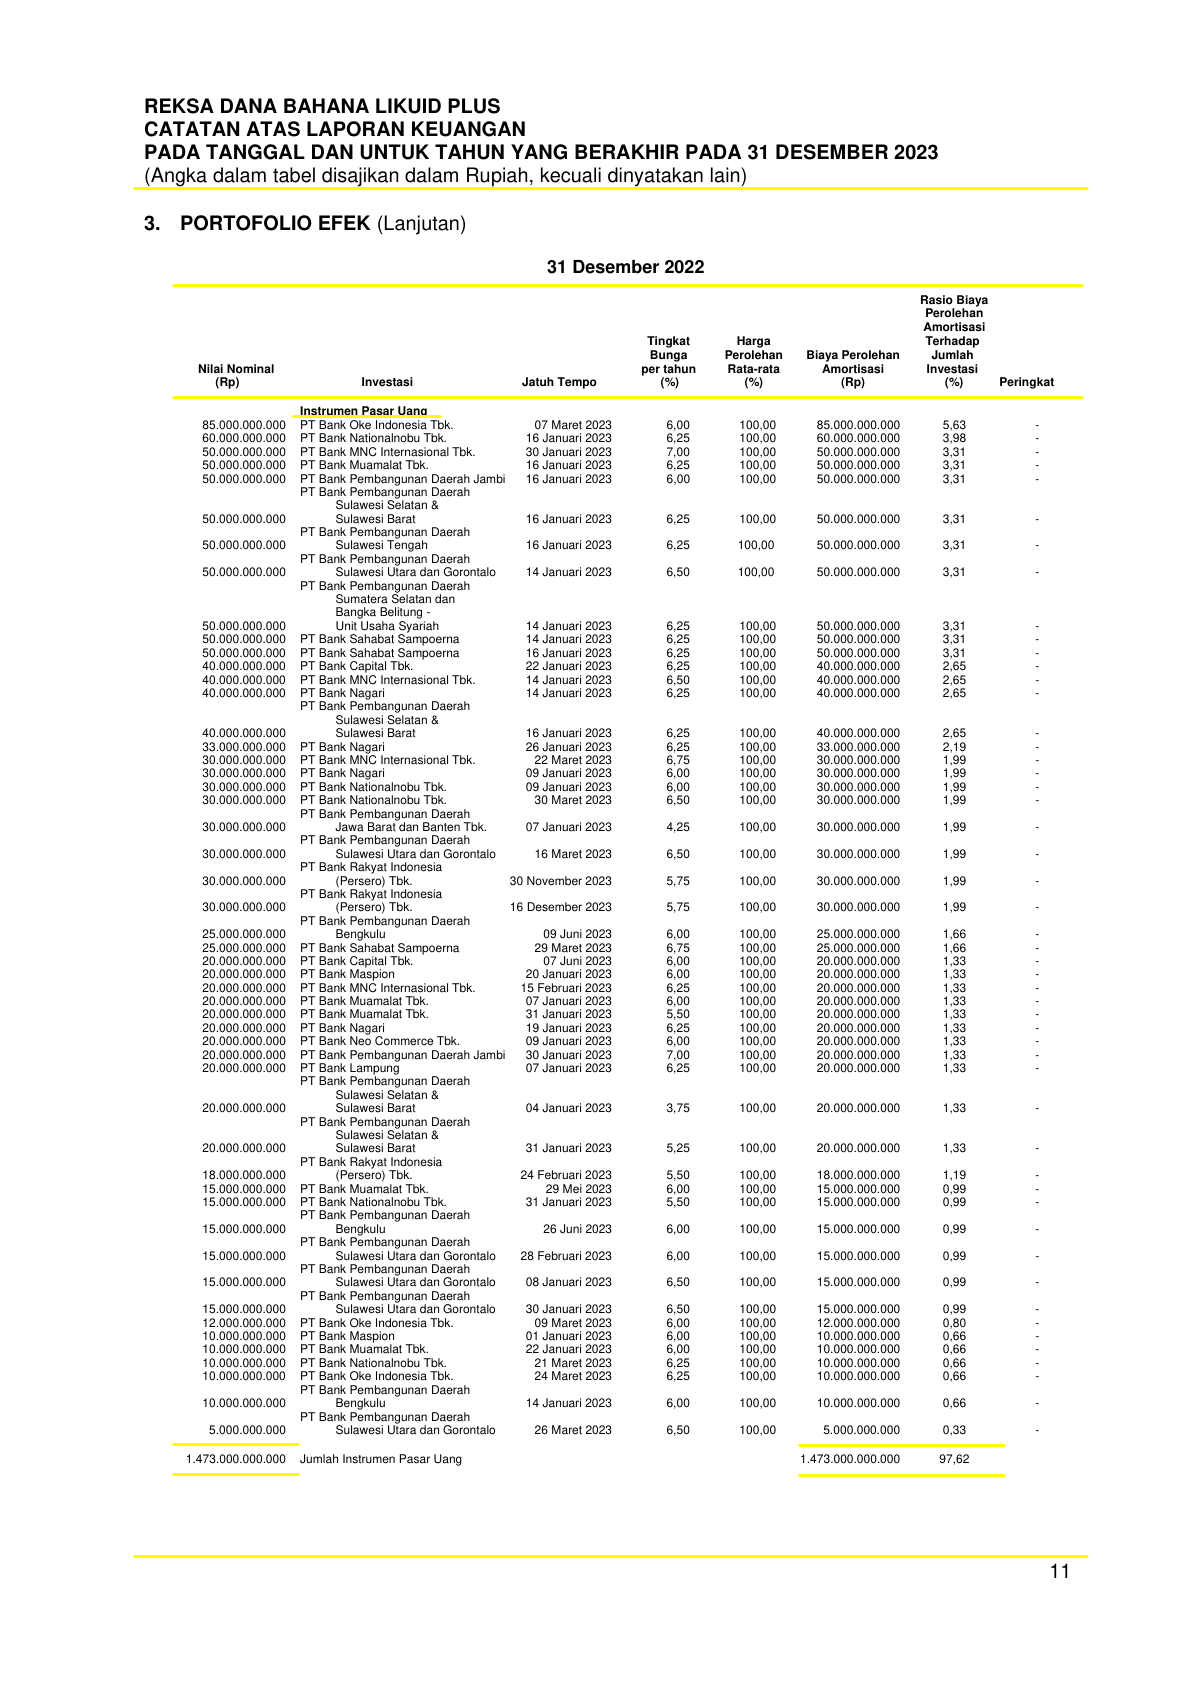 REKSA DANA BAHANA LIKUID PLUS
CATATAN ATAS LAPORAN KEUANGAN
PADA TANGGAL DAN UNTUK TAHUN YANG BERAKHIR PADA 31 DESEMBER 2023
(Angka dalam tabel disajikan dalam Rupiah, kecuali dinyatakan lain)
3. PORTOFOLIO EFEK (Lanjutan)
31 Desember 2022
Nilai Nominal (Rp) Investasi Jatuh Tempo Tingkat Bunga per tahun (%) Harga Perolehan Rata-rata (%) Biaya Perolehan Amortisasi (Rp) Rasio Biaya Perolehan Amortisasi Terhadap Jumlah Investasi (%) Peringkat
Instrumen Pasar Uang
85.000.000.000 PT Bank Oke Indonesia Tbk. 07 Maret 2023 6,00 100,00 85.000.000.000 5,63 -
60.000.000.000 PT Bank Nationalnobu Tbk. 16 Januari 2023 6,25 100,00 60.000.000.000 3,98 -
50.000.000.000 PT Bank MNC Internasional Tbk. 30 Januari 2023 7,00 100,00 50.000.000.000 3,31 -
50.000.000.000 PT Bank Muamalat Tbk. 16 Januari 2023 6,25 100,00 50.000.000.000 3,31 -
50.000.000.000 PT Bank Pembangunan Daerah Jambi 16 Januari 2023 6,00 100,00 50.000.000.000 3,31 -
PT Bank Pembangunan Daerah
Sulawesi Selatan &
50.000.000.000 Sulawesi Barat 16 Januari 2023 6,25 100,00 50.000.000.000 3,31 -
PT Bank Pembangunan Daerah
50.000.000.000 Sulawesi Tengah 16 Januari 2023 6,25 100,00 50.000.000.000 3,31 -
PT Bank Pembangunan Daerah
50.000.000.000 Sulawesi Utara dan Gorontalo 14 Januari 2023 6,50 100,00 50.000.000.000 3,31 -
PT Bank Pembangunan Daerah
Sumatera Selatan dan
Bangka Belitung -
50.000.000.000 Unit Usaha Syariah 14 Januari 2023 6,25 100,00 50.000.000.000 3,31 -
50.000.000.000 PT Bank Sahabat Sampoerna 14 Januari 2023 6,25 100,00 50.000.000.000 3,31 -
50.000.000.000 PT Bank Sahabat Sampoerna 16 Januari 2023 6,25 100,00 50.000.000.000 3,31 -
40.000.000.000 PT Bank Capital Tbk. 22 Januari 2023 6,25 100,00 40.000.000.000 2,65 -
40.000.000.000 PT Bank MNC Internasional Tbk. 14 Januari 2023 6,50 100,00 40.000.000.000 2,65 -
40.000.000.000 PT Bank Nagari 14 Januari 2023 6,25 100,00 40.000.000.000 2,65 -
PT Bank Pembangunan Daerah
Sulawesi Selatan &
40.000.000.000 Sulawesi Barat 16 Januari 2023 6,25 100,00 40.000.000.000 2,65 -
33.000.000.000 PT Bank Nagari 26 Januari 2023 6,25 100,00 33.000.000.000 2,19 -
30.000.000.000 PT Bank MNC Internasional Tbk. 22 Maret 2023 6,75 100,00 30.000.000.000 1,99 -
30.000.000.000 PT Bank Nagari 09 Januari 2023 6,00 100,00 30.000.000.000 1,99 -
30.000.000.000 PT Bank Nationalnobu Tbk. 09 Januari 2023 6,00 100,00 30.000.000.000 1,99 -
30.000.000.000 PT Bank Nationalnobu Tbk. 30 Maret 2023 6,50 100,00 30.000.000.000 1,99 -
PT Bank Pembangunan Daerah
30.000.000.000 Jawa Barat dan Banten Tbk. 07 Januari 2023 4,25 100,00 30.000.000.000 1,99 -
PT Bank Pembangunan Daerah
30.000.000.000 Sulawesi Utara dan Gorontalo 16 Maret 2023 6,50 100,00 30.000.000.000 1,99 -
PT Bank Rakyat Indonesia
30.000.000.000 (Persero) Tbk. 30 November 2023 5,75 100,00 30.000.000.000 1,99 -
PT Bank Rakyat Indonesia
30.000.000.000 (Persero) Tbk. 16 Desember 2023 5,75 100,00 30.000.000.000 1,99 -
PT Bank Pembangunan Daerah
25.000.000.000 Bengkulu 09 Juni 2023 6,00 100,00 25.000.000.000 1,66 -
25.000.000.000 PT Bank Sahabat Sampoerna 29 Maret 2023 6,75 100,00 25.000.000.000 1,66 -
20.000.000.000 PT Bank Capital Tbk. 07 Juni 2023 6,00 100,00 20.000.000.000 1,33 -
20.000.000.000 PT Bank Maspion 20 Januari 2023 6,00 100,00 20.000.000.000 1,33 -
20.000.000.000 PT Bank MNC Internasional Tbk. 15 Februari 2023 6,25 100,00 20.000.000.000 1,33 -
20.000.000.000 PT Bank Muamalat Tbk. 07 Januari 2023 6,00 100,00 20.000.000.000 1,33 -
20.000.000.000 PT Bank Muamalat Tbk. 31 Januari 2023 5,50 100,00 20.000.000.000 1,33 -
20.000.000.000 PT Bank Nagari 19 Januari 2023 6,25 100,00 20.000.000.000 1,33 -
20.000.000.000 PT Bank Neo Commerce Tbk. 09 Januari 2023 6,00 100,00 20.000.000.000 1,33 -
20.000.000.000 PT Bank Pembangunan Daerah Jambi 30 Januari 2023 7,00 100,00 20.000.000.000 1,33 -
20.000.000.000 PT Bank Lampung 07 Januari 2023 6,25 100,00 20.000.000.000 1,33 -
PT Bank Pembangunan Daerah
Sulawesi Selatan &
20.000.000.000 Sulawesi Barat 04 Januari 2023 3,75 100,00 20.000.000.000 1,33 -
PT Bank Pembangunan Daerah
Sulawesi Selatan &
20.000.000.000 Sulawesi Barat 31 Januari 2023 5,25 100,00 20.000.000.000 1,33 -
PT Bank Rakyat Indonesia
18.000.000.000 (Persero) Tbk. 24 Februari 2023 5,50 100,00 18.000.000.000 1,19 -
15.000.000.000 PT Bank Muamalat Tbk. 29 Mei 2023 6,00 100,00 15.000.000.000 0,99 -
15.000.000.000 PT Bank Nationalnobu Tbk. 31 Januari 2023 5,50 100,00 15.000.000.000 0,99 -
PT Bank Pembangunan Daerah
15.000.000.000 Bengkulu 26 Juni 2023 6,00 100,00 15.000.000.000 0,99 -
PT Bank Pembangunan Daerah
15.000.000.000 Sulawesi Utara dan Gorontalo 28 Februari 2023 6,00 100,00 15.000.000.000 0,99 -
PT Bank Pembangunan Daerah
15.000.000.000 Sulawesi Utara dan Gorontalo 08 Januari 2023 6,50 100,00 15.000.000.000 0,99 -
PT Bank Pembangunan Daerah
15.000.000.000 Sulawesi Utara dan Gorontalo 30 Januari 2023 6,50 100,00 15.000.000.000 0,99 -
12.000.000.000 PT Bank Oke Indonesia Tbk. 09 Maret 2023 6,00 100,00 12.000.000.000 0,80 -
10.000.000.000 PT Bank Maspion 01 Januari 2023 6,00 100,00 10.000.000.000 0,66 -
10.000.000.000 PT Bank Muamalat Tbk. 22 Januari 2023 6,00 100,00 10.000.000.000 0,66 -
10.000.000.000 PT Bank Nationalnobu Tbk. 21 Maret 2023 6,25 100,00 10.000.000.000 0,66 -
10.000.000.000 PT Bank Oke Indonesia Tbk. 24 Maret 2023 6,25 100,00 10.000.000.000 0,66 -
PT Bank Pembangunan Daerah
10.000.000.000 Bengkulu 14 Januari 2023 6,00 100,00 10.000.000.000 0,66 -
PT Bank Pembangunan Daerah
5.000.000.000 Sulawesi Utara dan Gorontalo 26 Maret 2023 6,50 100,00 5.000.000.000 0,33 -
1.473.000.000.000 Jumlah Instrumen Pasar Uang 1.473.000.000.000 97,62
11